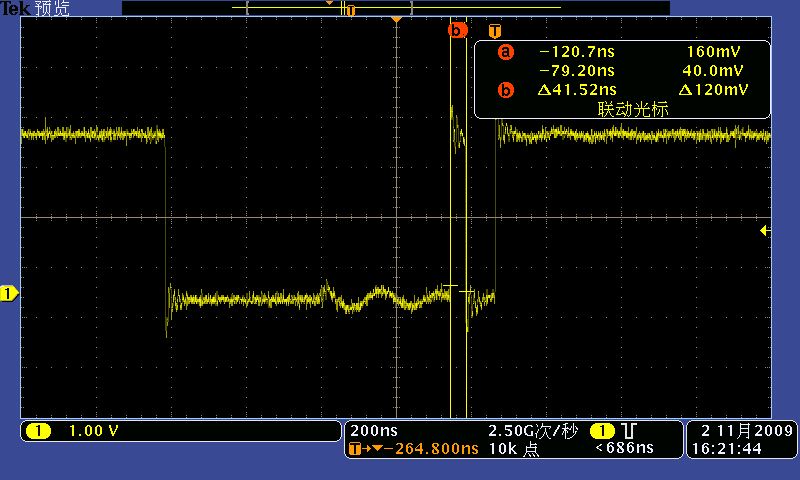 Tek 预览
T
b T
a −120.7ns 160mV
−79.20ns 40.0mV
b Δ41.52ns Δ120mV
联动光标
1
1 1.00 V
200ns 2.50G次/秒 1
T→▼−264.800ns 10k 点 <686ns
2 11月2009
16:21:44